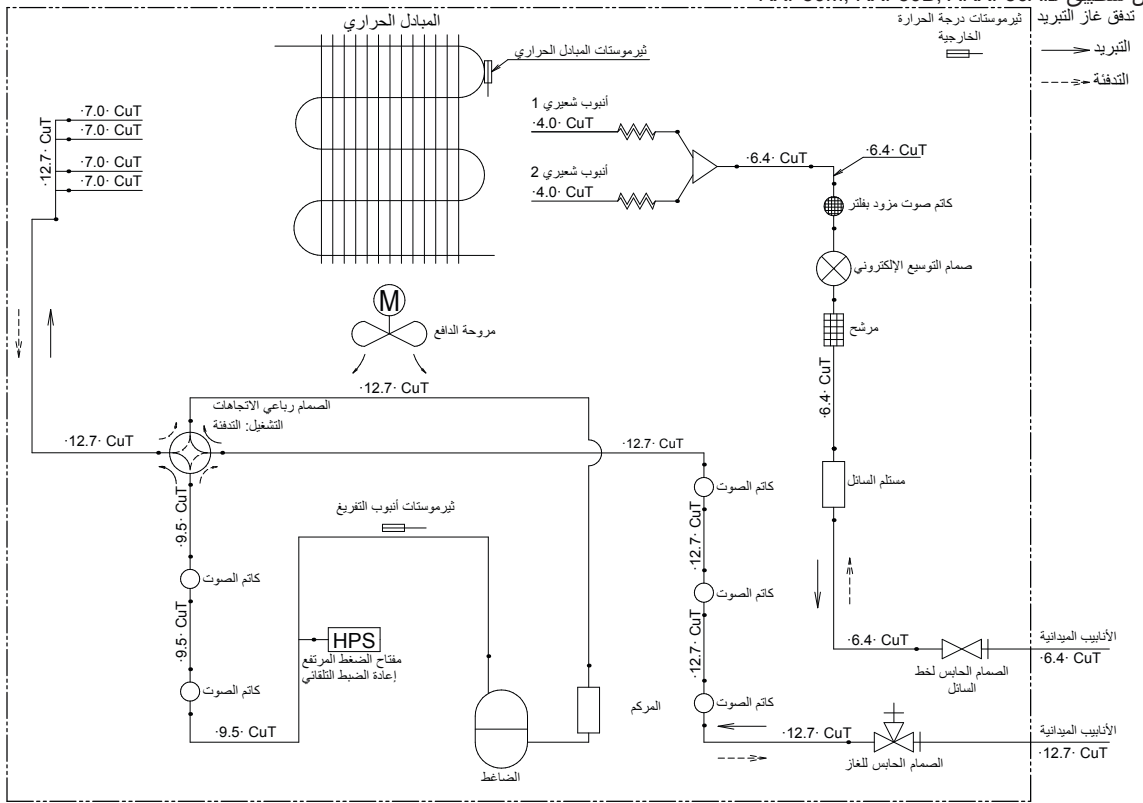 تدفق غاز التبريد
التبريد
التدفئة
ثيرموستات درجة الحرارة
الخارجية
المبادل الحراري
ثيرموستات المبادل الحراري
·7.0· CuT
·7.0· CuT
·7.0· CuT
·7.0· CuT
·12.7· CuT
أنبوب شعيري 1
·4.0· CuT
أنبوب شعيري 2
·4.0· CuT
·6.4· CuT
·6.4· CuT
كاتم صوت مزود بفلتر
صمام التوسيع الإلكتروني
مرشح
·6.4· CuT
M
مروحة الدافع
·12.7· CuT
الصمام رباعي الاتجاهات
التشغيل: التدفئة
·12.7· CuT
·12.7· CuT
مستلم السائل
كاتم الصوت
·9.5· CuT
ثيرموستات أنبوب التفريغ
·12.7· CuT
كاتم الصوت
كاتم الصوت
·9.5· CuT
HPS
مفتاح الضغط المرتفع
إعادة الضبط التلقائي
·12.7· CuT
·6.4· CuT
الأنابيب الميدانية
·6.4· CuT
الصمام الحابس لخط
السائل
كاتم الصوت
كاتم الصوت
المركم
·9.5· CuT
الضاغط
·12.7· CuT
الصمام الحابس للغاز
الأنابيب الميدانية
·12.7· CuT